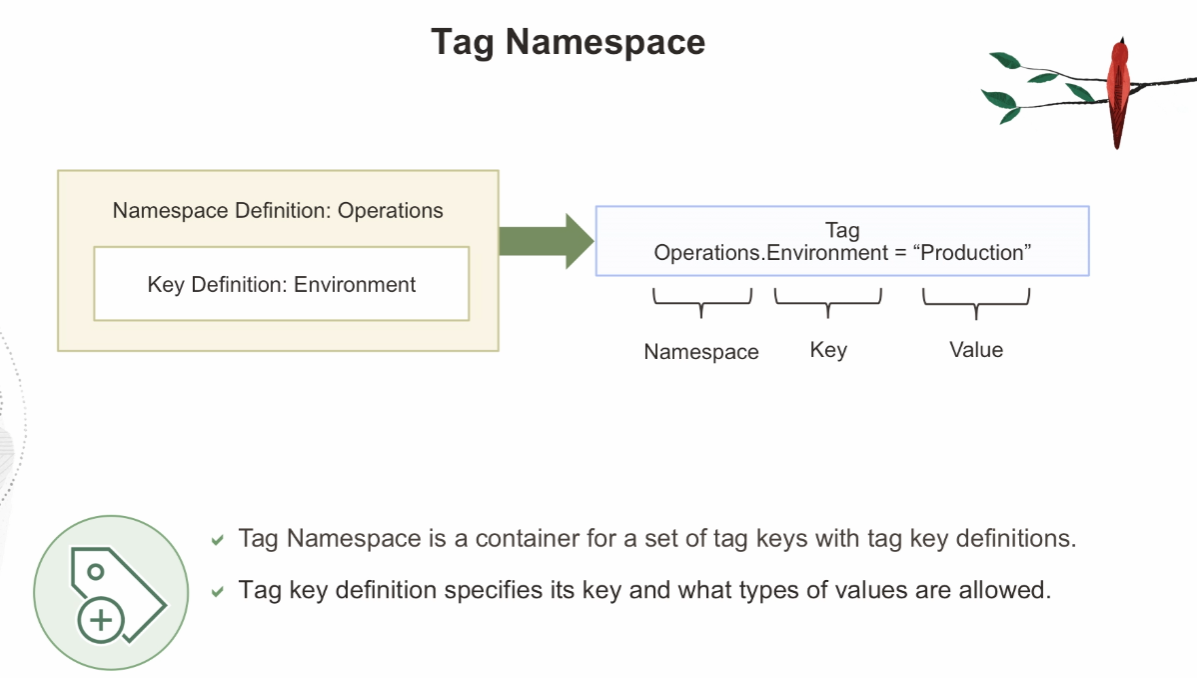 Tag Namespace
Namespace Definition: Operations
Key Definition: Environment
Tag
Operations.Environment = “Production”
Namespace
Key
Value
Tag Namespace is a container for a set of tag keys with tag key definitions.
Tag key definition specifies its key and what types of values are allowed.